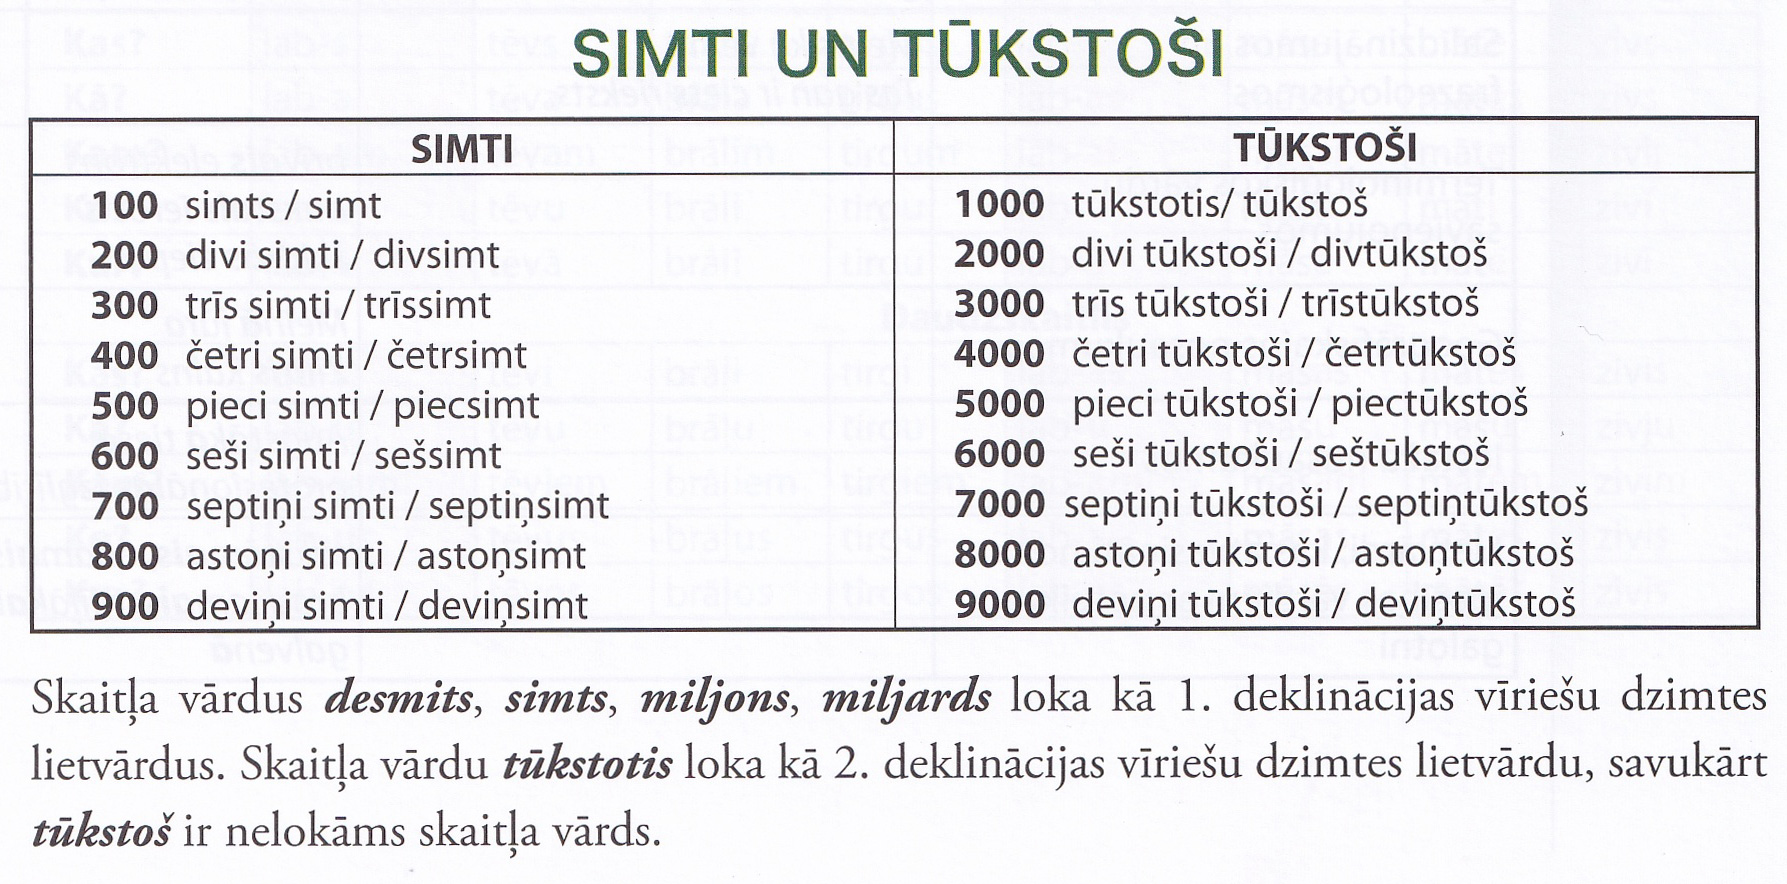 SIMTI UN TŪKSTOŠI
SIMTI TŪKSTOŠI
100 simts / simt 1000 tūkstotis/ tūkstoš
200 divi simti / divsimt 2000 divi tūkstoši / divtūkstoš
300 trīs simti / trīssimt 3000 trīs tūkstoši / trīstūkstoš
400 četri simti / četrsimt 4000 četri tūkstoši / četrtūkstoš
500 pieci simti / piecsimt 5000 pieci tūkstoši / piectūkstoš
600 seši simti / sešsimt 6000 seši tūkstoši / seštūkstoš
700 septiņi simti / septiņsimt 7000 septiņi tūkstoši / septiņtūkstoš
800 astoņi simti / astoņsimt 8000 astoņi tūkstoši / astoņtūkstoš
900 deviņi simti / deviņsimt 9000 deviņi tūkstoši / deviņtūkstoš
Skaitļa vārdus desmits, simts, miljons, miljards loka kā 1. deklinācijas vīriešu dzimtes
lietvārdus. Skaitļa vārdu tūkstotis loka kā 2. deklinācijas vīriešu dzimtes lietvārdu, savukārt
tūkstoš ir nelokāms skaitļa vārds.